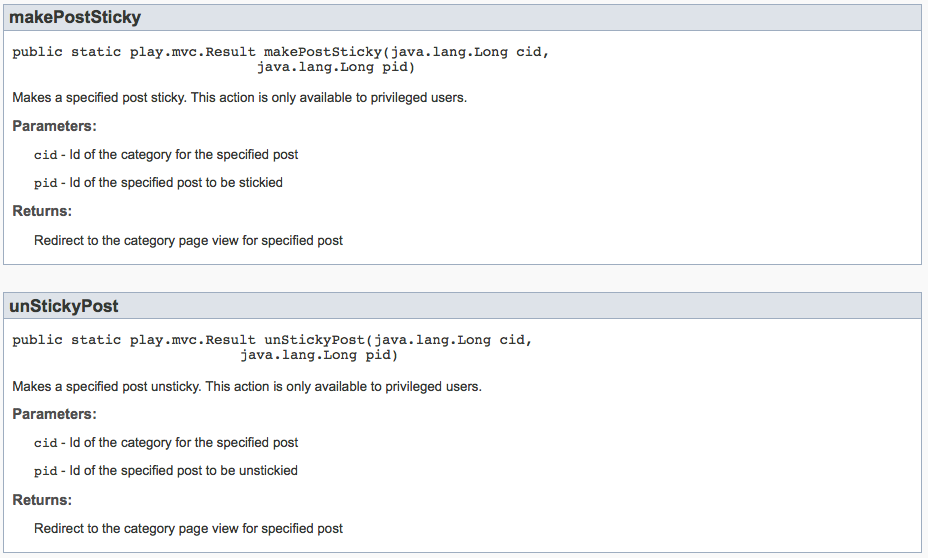 makePostSticky
public static play.mvc.Result makePostSticky(java.lang.Long cid,
java.lang.Long pid)
Makes a specified post sticky. This action is only available to privileged users.
Parameters:
cid - Id of the category for the specified post
pid - Id of the specified post to be stickied
Returns:
Redirect to the category page view for specified post
unStickyPost
public static play.mvc.Result unStickyPost(java.lang.Long cid,
java.lang.Long pid)
Makes a specified post unsticky. This action is only available to privileged users.
Parameters:
cid - Id of the category for the specified post
pid - Id of the specified post to be unstickied
Returns:
Redirect to the category page view for specified post